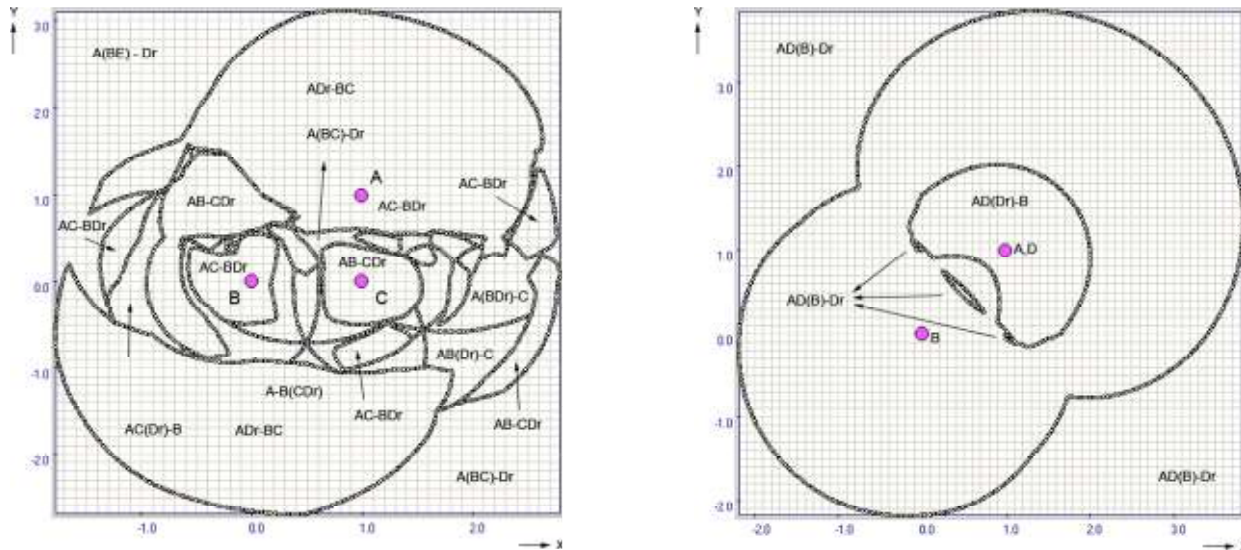 Y
3.0
A(BE) - Dr
ADr-BC
2.0
A(BC)-Dr
A
1.0
AC-BDr
AC-BDr
AB-CDr
AC-BDr
AC-BDr
AB-CDr
0.0
B
C
A(BDr)-C
AB(Dr)-C
-1.0
A-B(CDr)
AC-BDr
AB-CDr
AC(Dr)-B
ADr-BC
-2.0
A(BC)-Dr
-1.0
0.0
1.0
2.0
X
Y
AD(B)-Dr
3.0
2.0
AD(Dr)-B
1.0
A,D
AD(B)-Dr
0.0
B
-1.0
AD(B)-Dr
-2.0
-2.0
-1.0
0.0
1.0
2.0
3.0